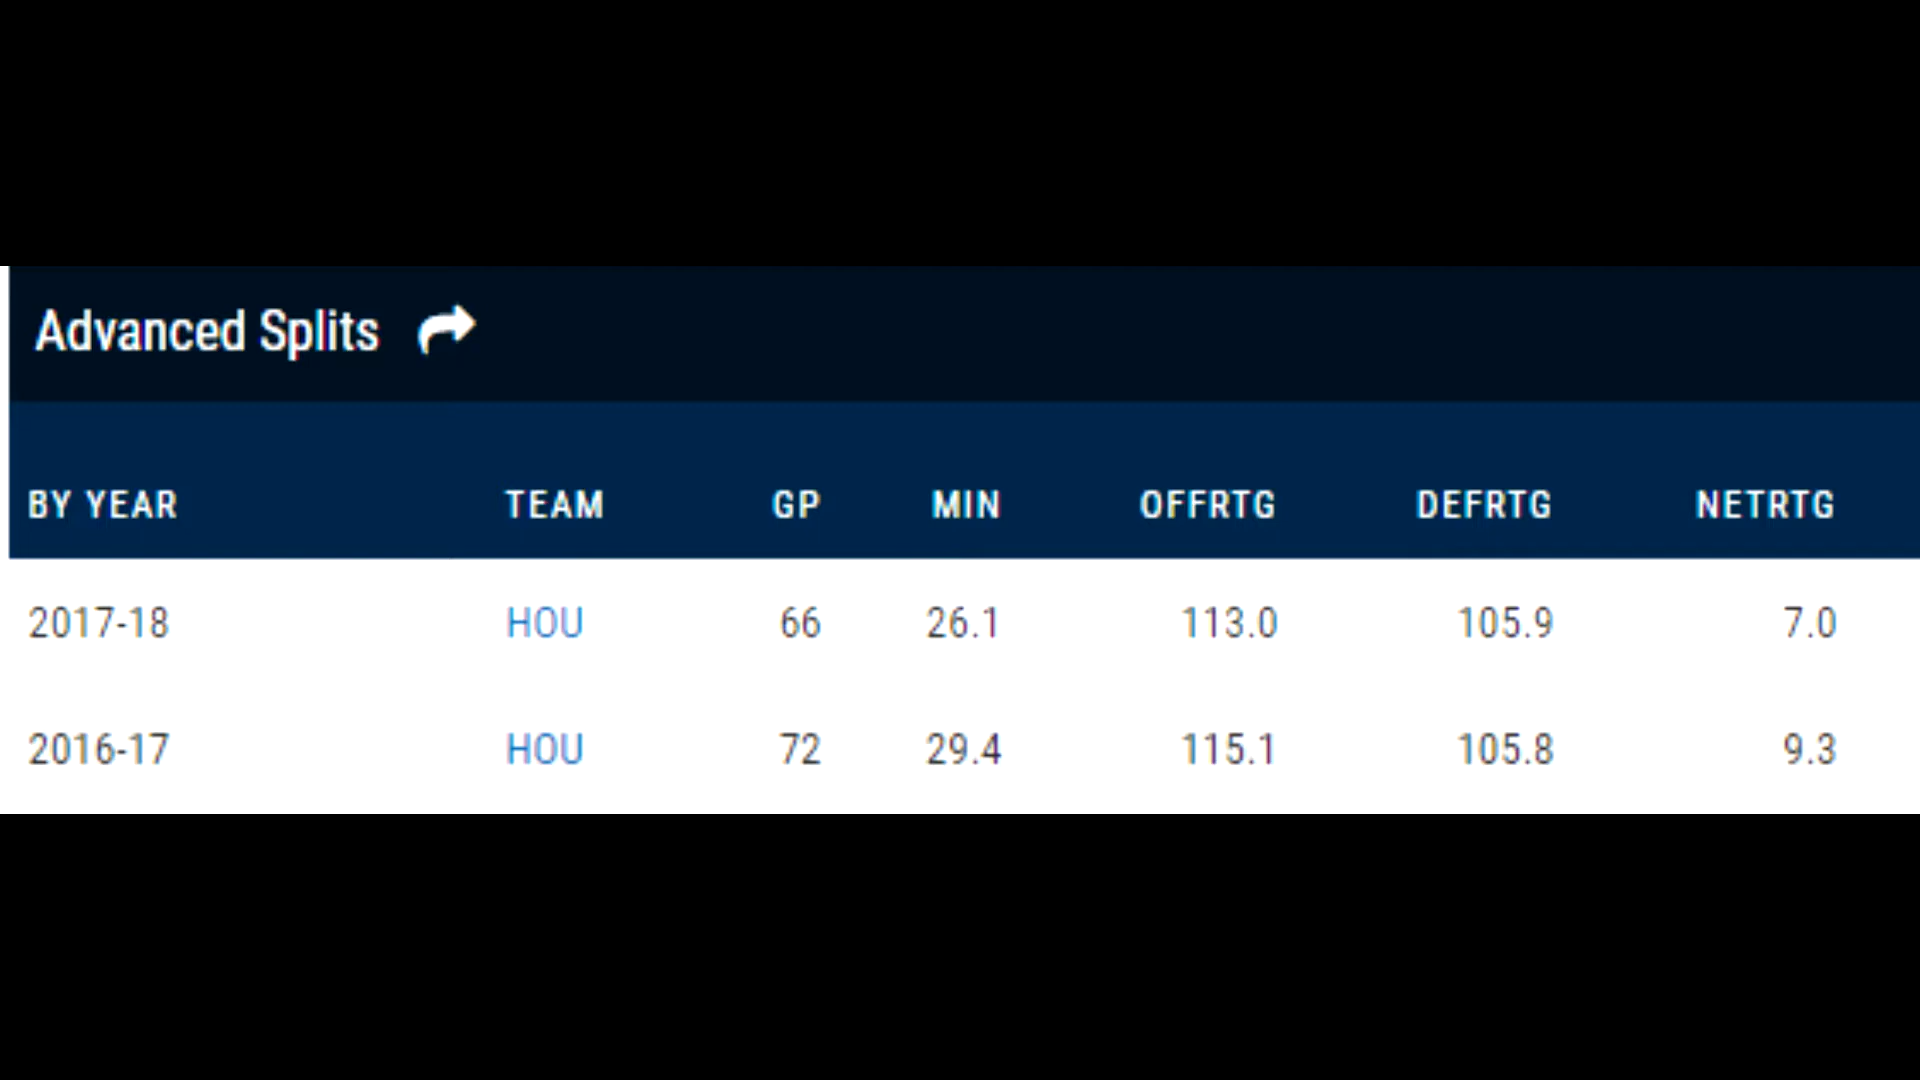 Advanced Splits
BY YEAR TEAM GP MIN OFFRTG DEFRTG NETRTG
2017-18 HOU 66 26.1 113.0 105.9 7.0
2016-17 HOU 72 29.4 115.1 105.8 9.3